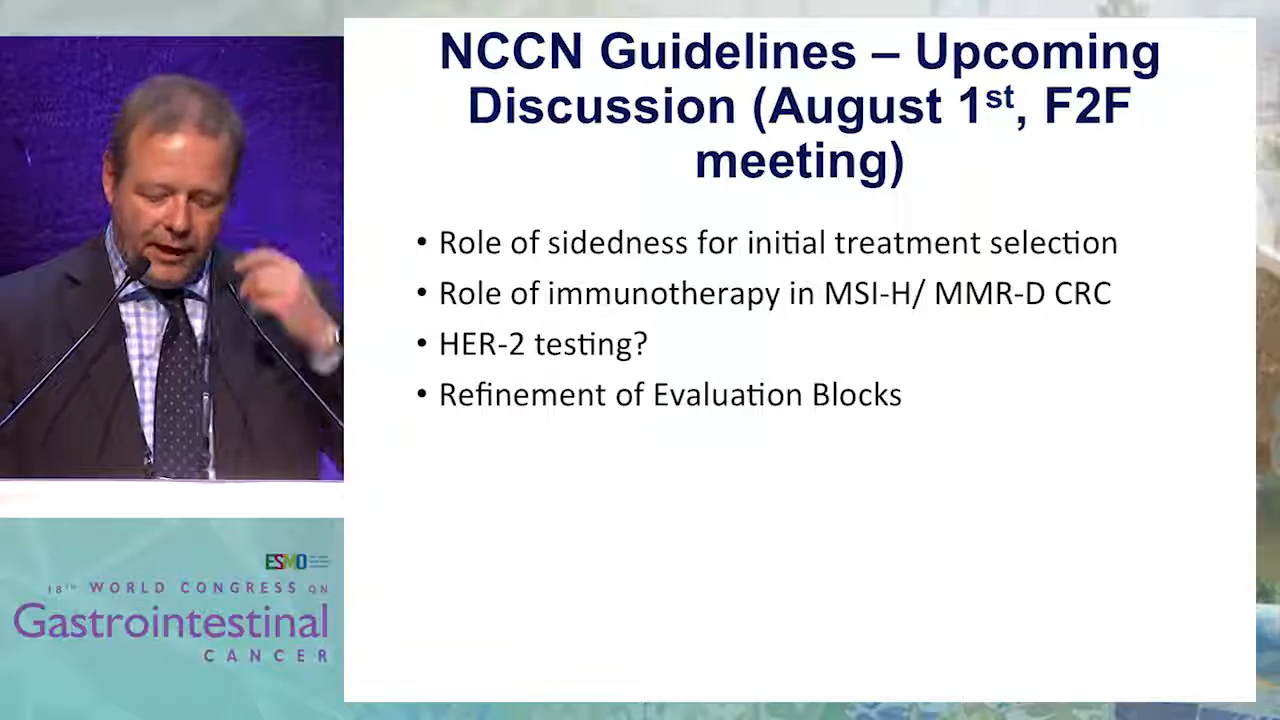 NCCN Guidelines – Upcoming
Discussion (August 1st, F2F
meeting)
• Role of sidedness for initial treatment selection
• Role of immunotherapy in MSI-H/ MMR-D CRC
• HER-2 testing?
• Refinement of Evaluation Blocks
ESMO
18TH WORLD CONGRESS ON
Gastrointestinal
CANCER